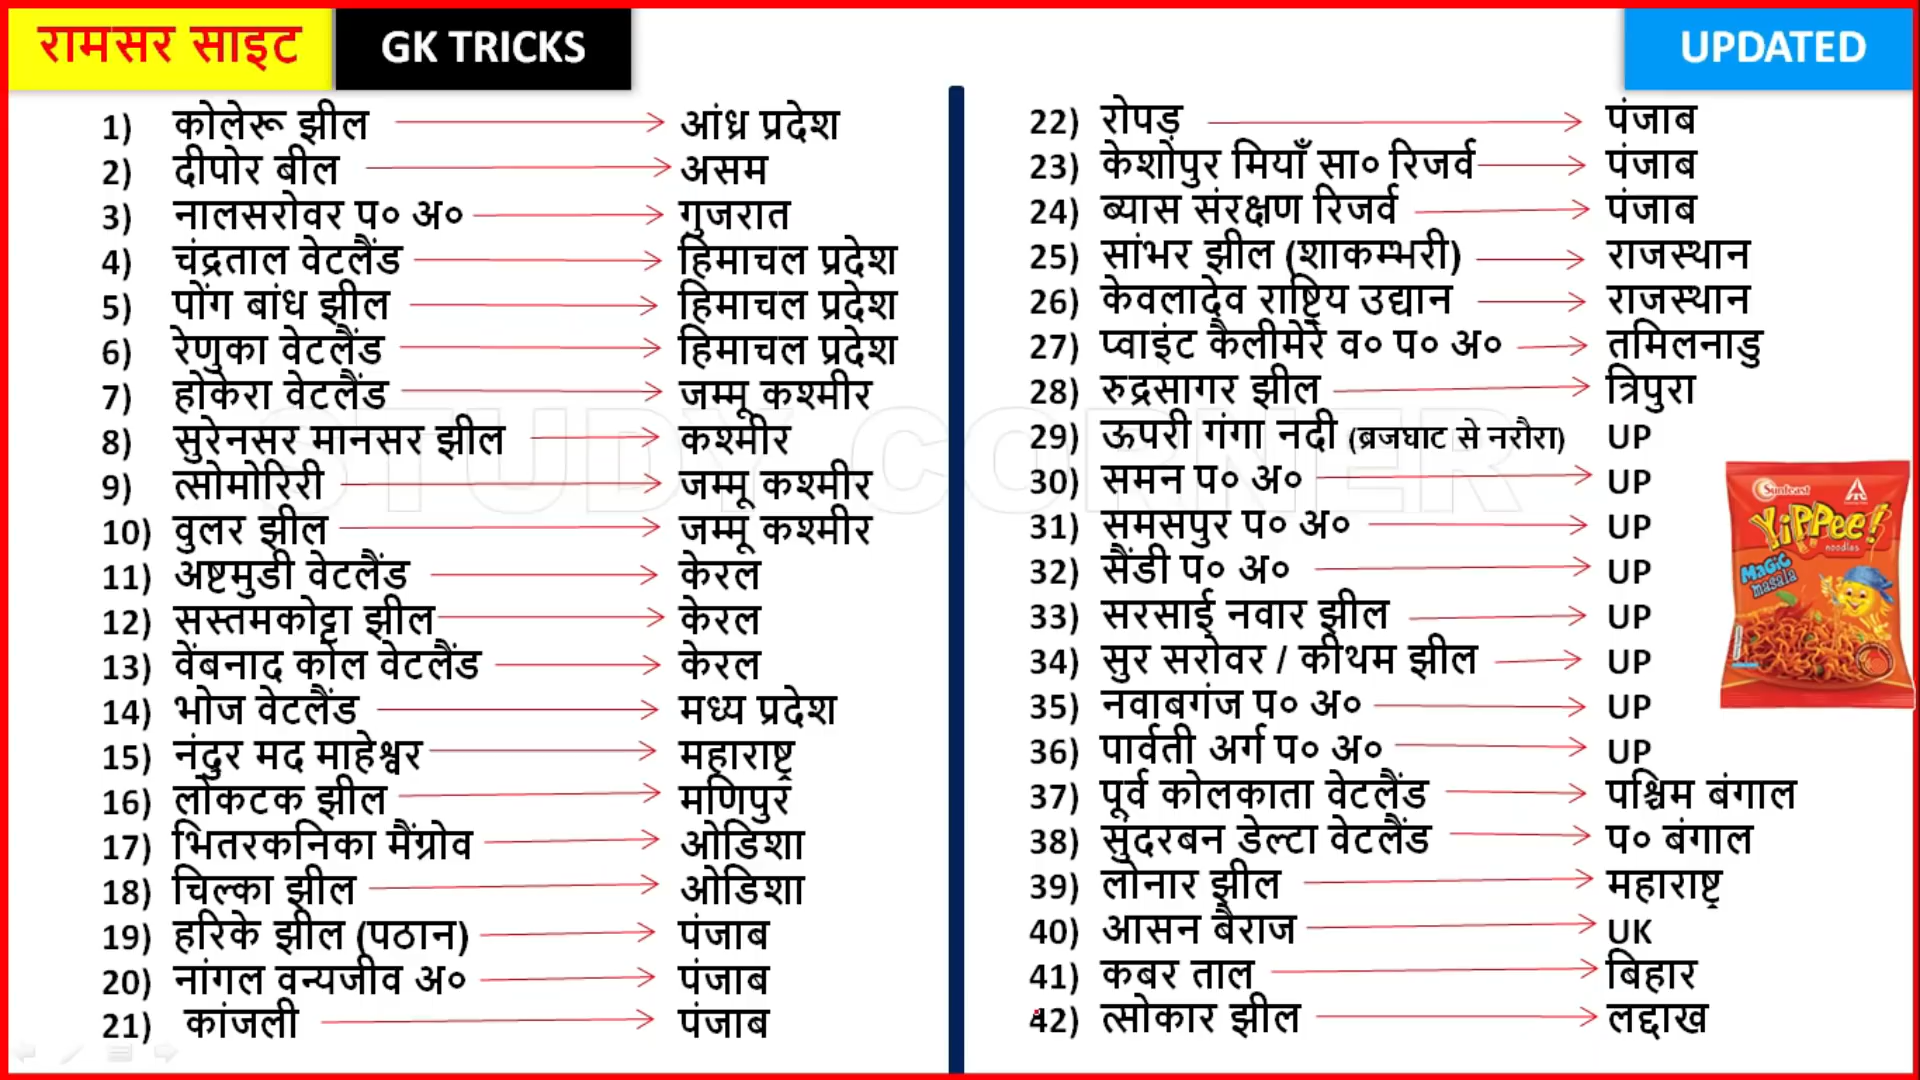 रामसर साइट
GK TRICKS
UPDATED
1) कोलेरू झील आंध्र प्रदेश
2) दीपोर बील असम
3) नालसरोवर प० अ० गुजरात
4) चंद्रताल वेटलैंड हिमाचल प्रदेश
5) पोंग बांध झील हिमाचल प्रदेश
6) रेणुका वेटलैंड हिमाचल प्रदेश
7) होकेरा वेटलैंड जम्मू कश्मीर
8) सुरेनसर मानसर झील कश्मीर
9) त्सोमोरिरी जम्मू कश्मीर
10) वुलर झील जम्मू कश्मीर
11) अष्टमुडी वेटलैंड केरल
12) सस्तमकोट्टा झील केरल
13) वेंबनाद कोल वेटलैंड केरल
14) भोज वेटलैंड मध्य प्रदेश
15) नंदुर मद माहेश्वर महाराष्ट्र
16) लोकटक झील मणिपुर
17) भितरकनिका मैंग्रोव ओडिशा
18) चिल्का झील ओडिशा
19) हरिके झील (पठान) पंजाब
20) नांगल वन्यजीव अ० पंजाब
21) कांजली पंजाब
22) रोपड़ पंजाब
23) केशोपुर मियाँ सा० रिजर्व पंजाब
24) ब्यास संरक्षण रिजर्व पंजाब
25) सांभर झील (शाकम्भरी) राजस्थान
26) केवलादेव राष्ट्रिय उद्यान राजस्थान
27) प्वाइंट कैलीमेरे व० प० अ० तमिलनाडु
28) रुद्रसागर झील त्रिपुरा
29) ऊपरी गंगा नदी (ब्रजघाट से नरौरा) UP
30) समन प० अ० UP
31) समसपुर प० अ० UP
32) सैंडी प० अ० UP
33) सरसाई नवार झील UP
34) सुर सरोवर / कीथम झील UP
35) नवाबगंज प० अ० UP
36) पार्वती अर्ग प० अ० UP
37) पूर्व कोलकाता वेटलैंड पश्चिम बंगाल
38) सुंदरबन डेल्टा वेटलैंड प० बंगाल
39) लोनार झील महाराष्ट्र
40) आसन बैराज UK
41) कबर ताल बिहार
42) त्सोकार झील लद्दाख
STUDY CORNER
Sunfeast
ITC
YiPPee!
noodles
MaGiC
masala